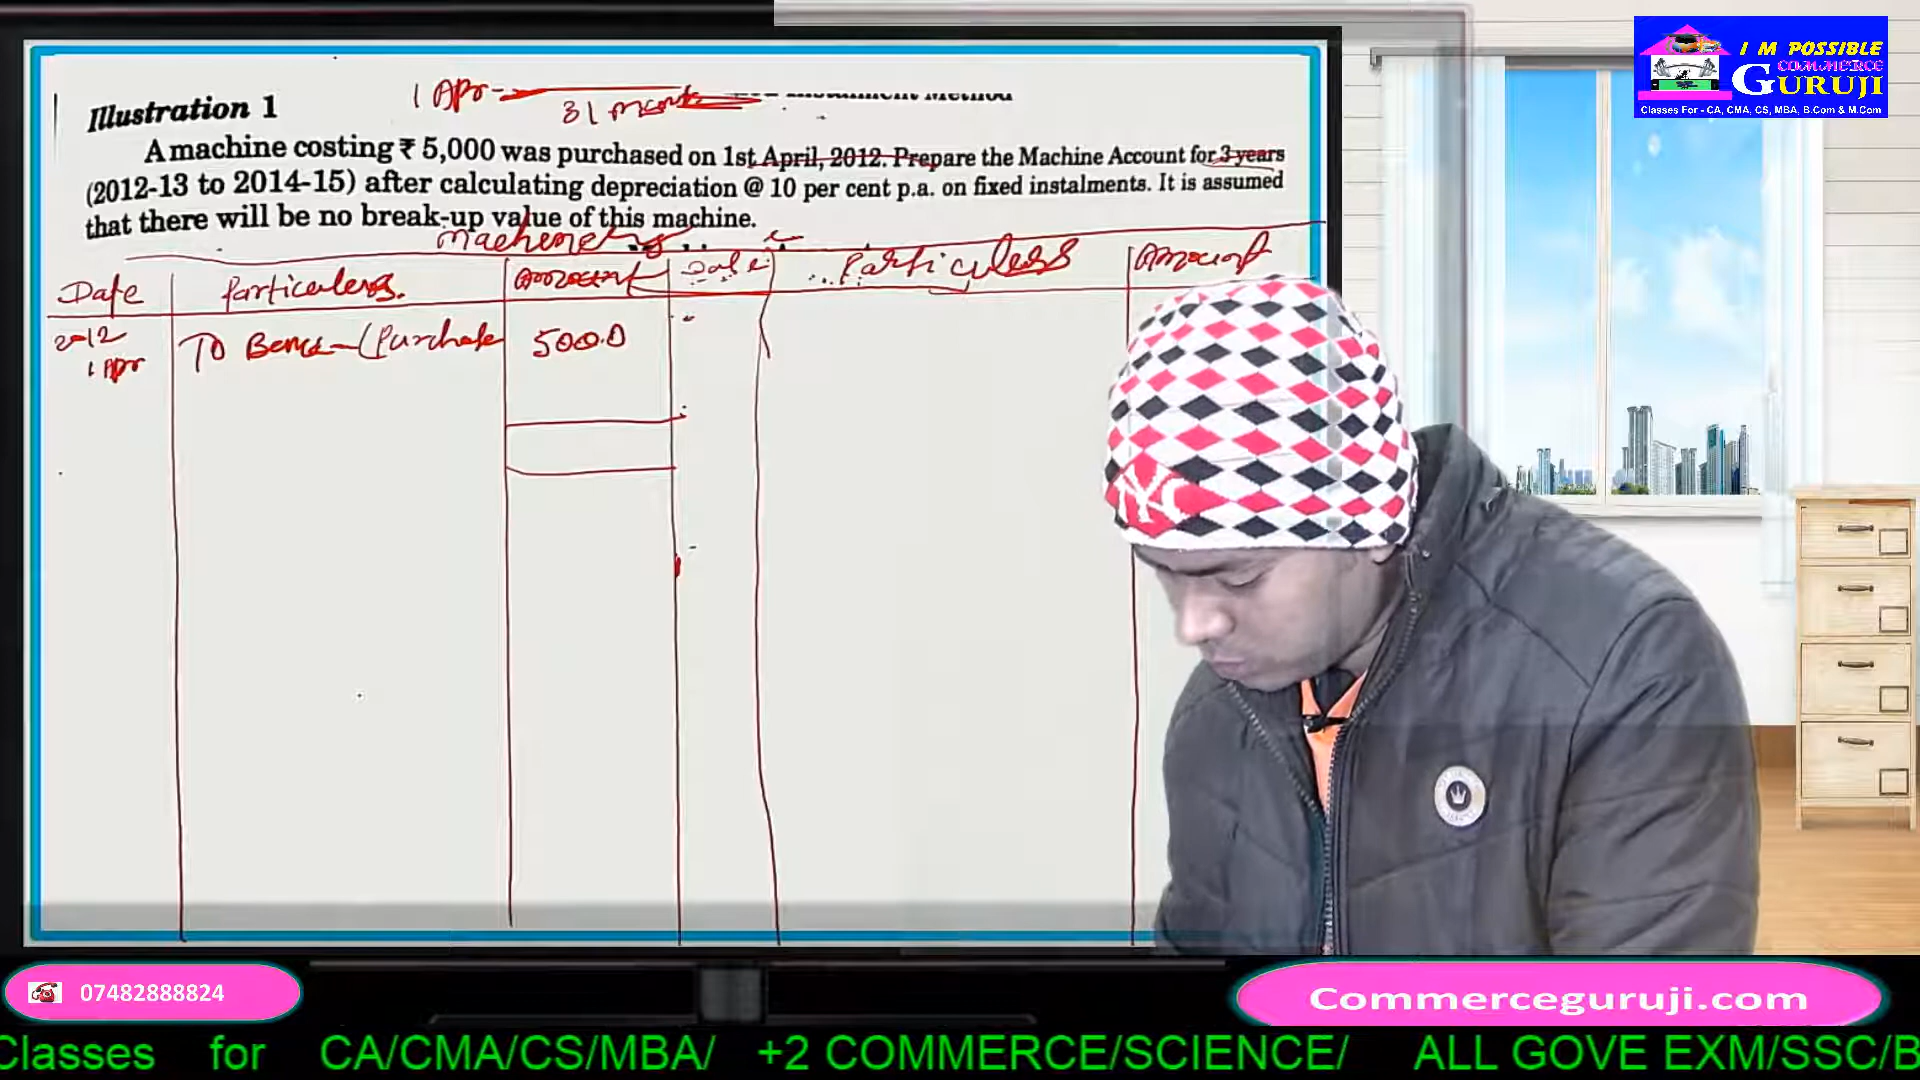 I M POSSIBLE
COMMERCE
GURUJI
Classes For - CA, CMA, CS, MBA, B.Com & M.Com
1 Apr
31 march
Illustration 1
A machine costing ₹ 5,000 was purchased on 1st April, 2012. Prepare the Machine Account for 3 years
(2012-13 to 2014-15) after calculating depreciation @ 10 per cent p.a. on fixed instalments. It is assumed
that there will be no break-up value of this machine.
Date Particulers. Amount Date Particulers Amount
2012 To (Purchase 5000
1 Apr
07482888824
Commerceguruji.com
Classes for CA/CMA/CS/MBA/ +2 COMMERCE/SCIENCE/ ALL GOVE EXM/SSC/B